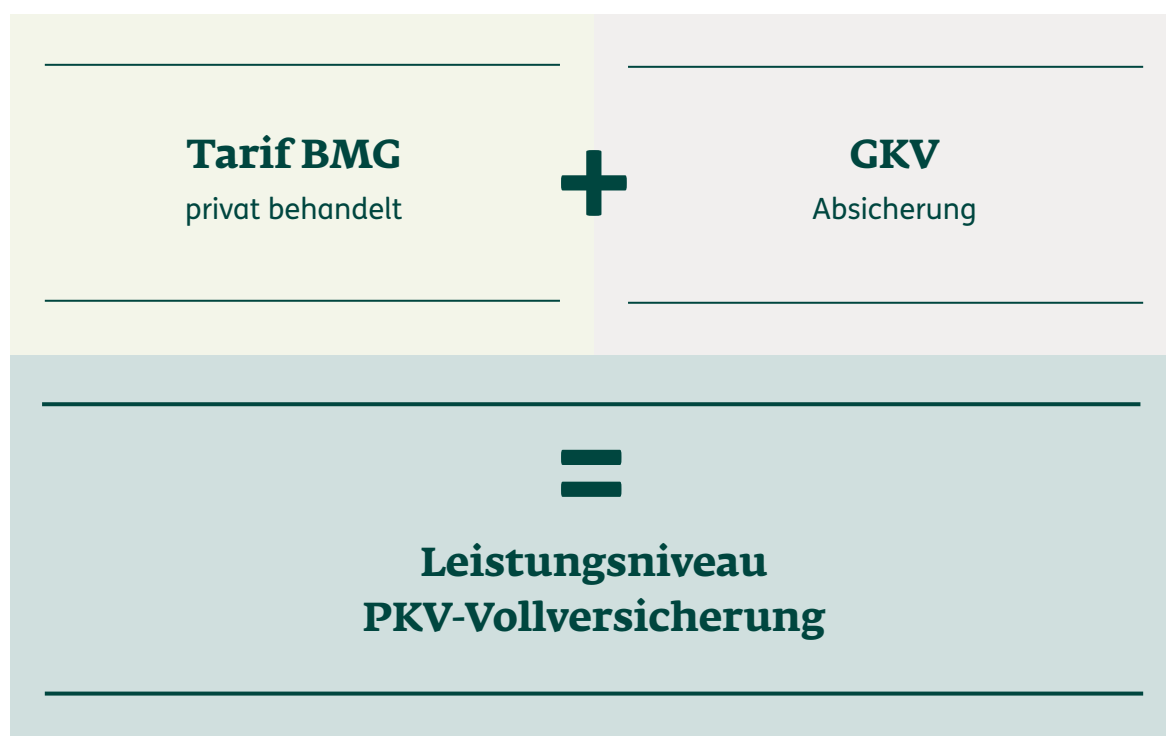 Tarif BMG
privat behandelt
+
GKV
Absicherung
=
Leistungsniveau
PKV-Vollversicherung